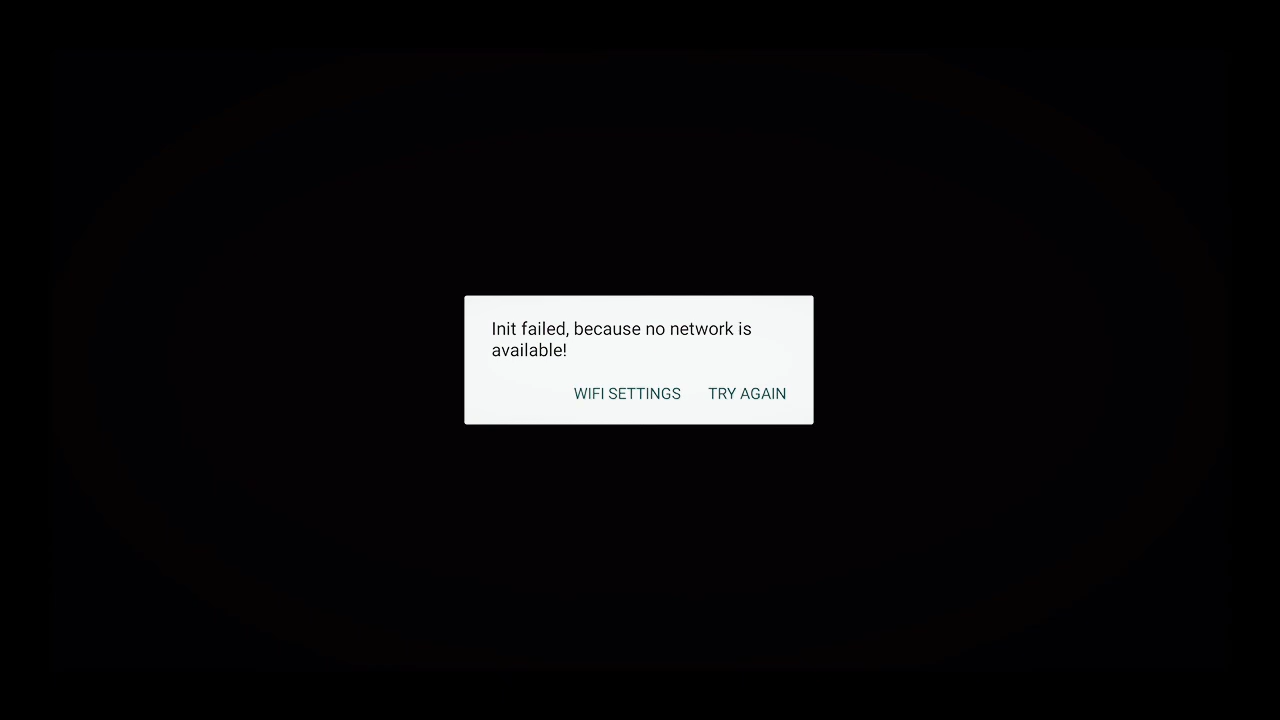 Init failed, because no network is
available!
WIFI SETTINGS TRY AGAIN